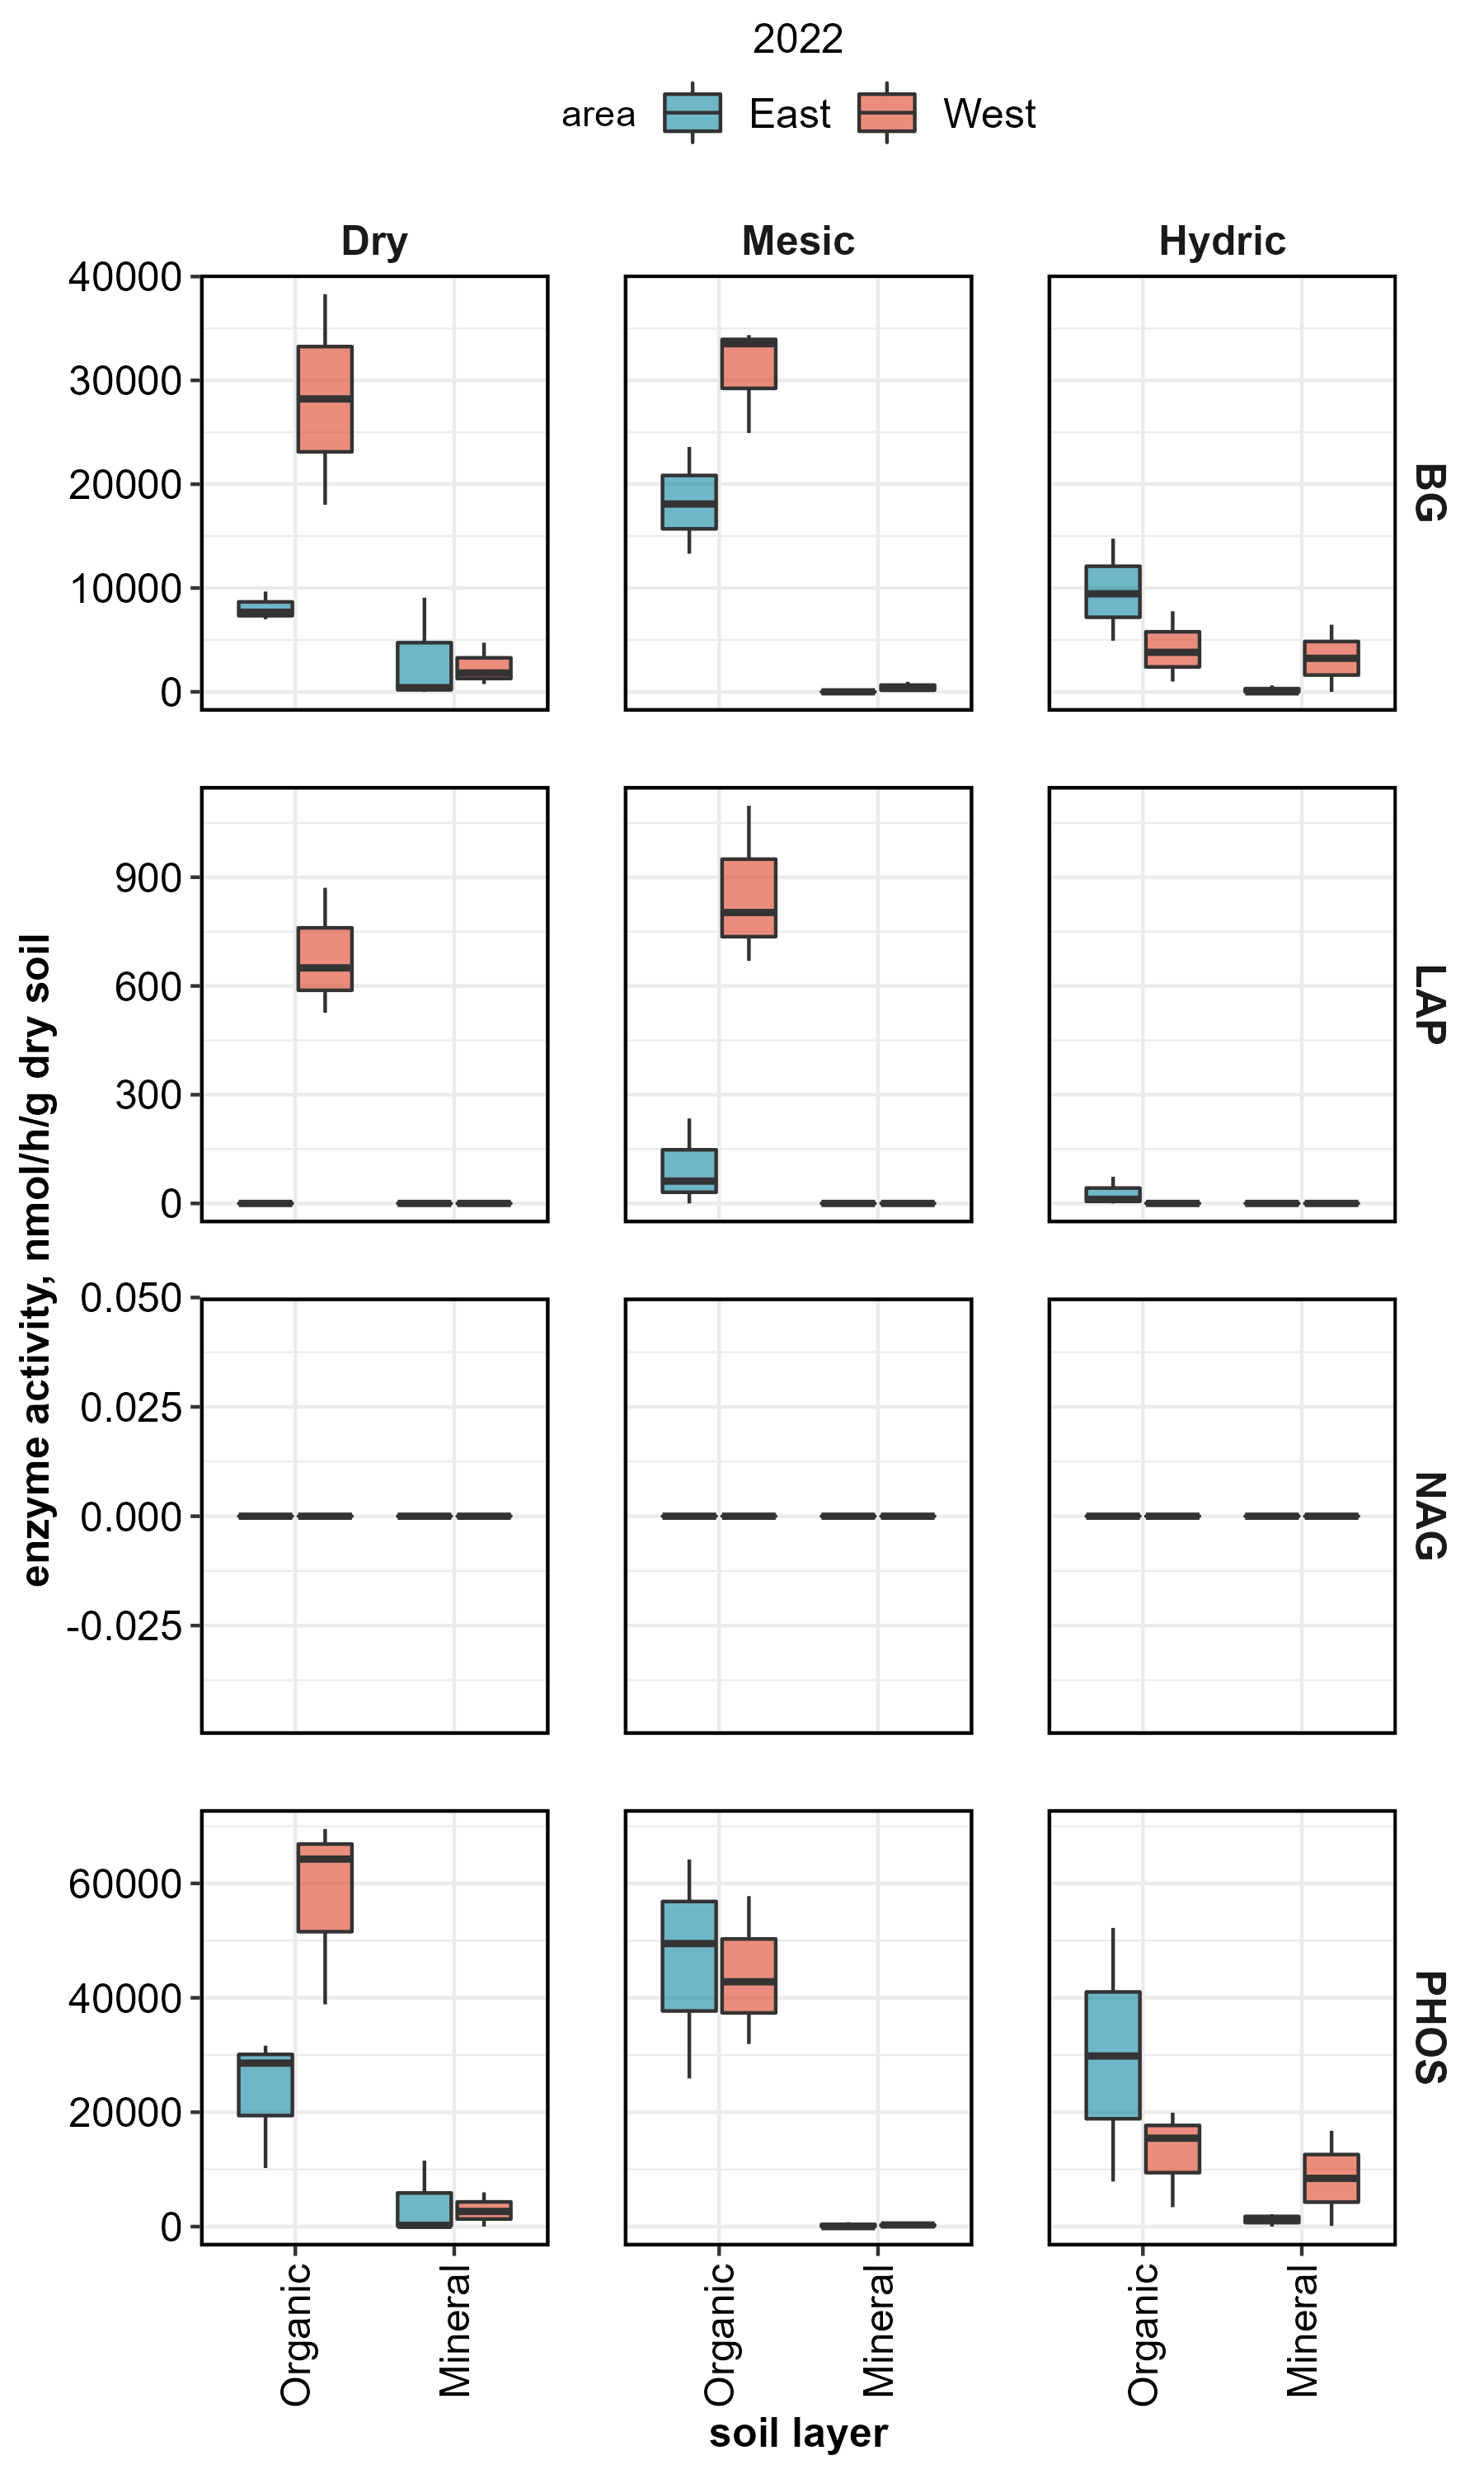 2022
area East West
Dry Mesic Hydric
40000
30000
20000
10000
0
BG
900
600
300
0
LAP
0.050
0.025
0.000
-0.025
NAG
60000
40000
20000
0
PHOS
enzyme activity, nmol/h/g dry soil
Organic Mineral Organic Mineral Organic Mineral
soil layer